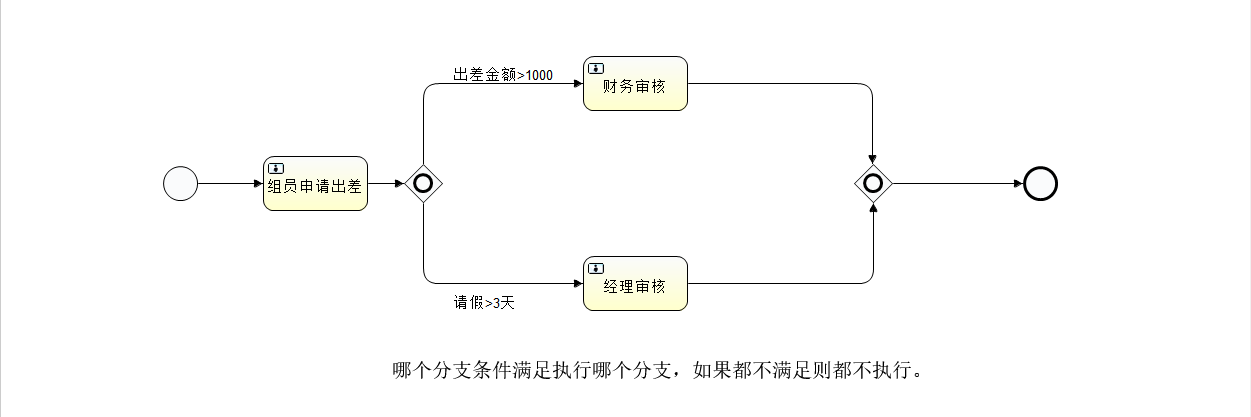 出差金额>1000
财务审核
组员申请出差
经理审核
请假>3天
哪个分支条件满足执行哪个分支，如果都不满足则都不执行。